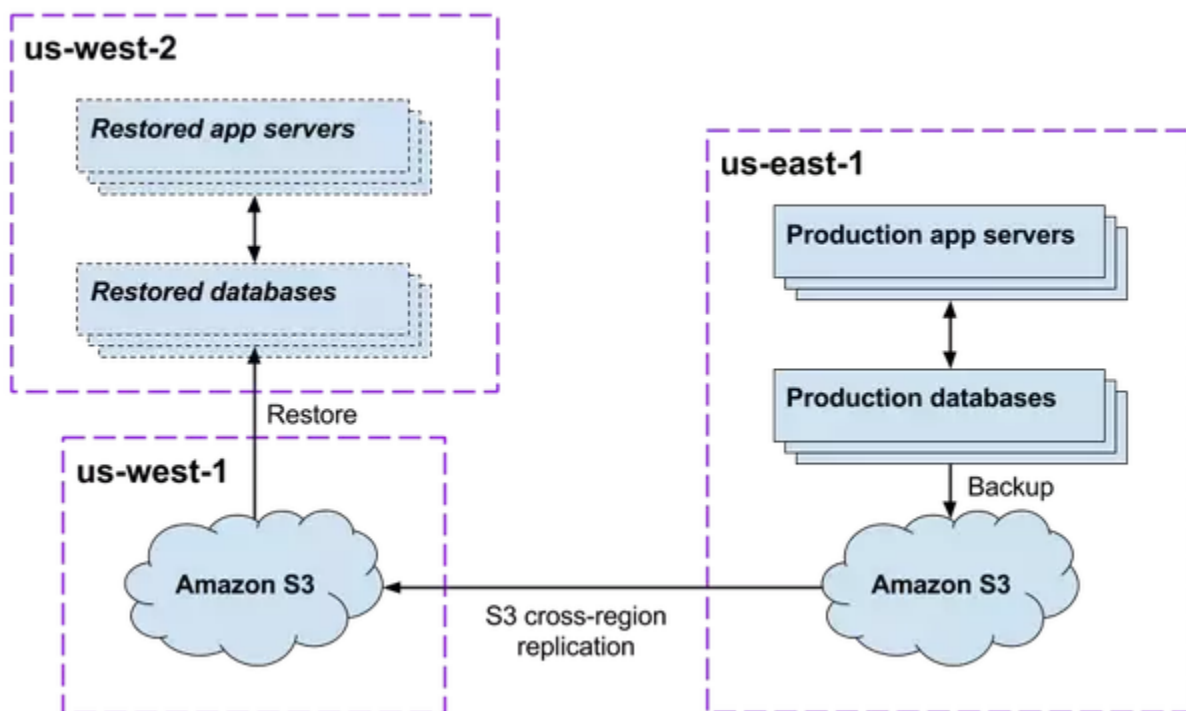 us-west-2
Restored app servers
Restored databases
Restore
us-west-1
Amazon S3
S3 cross-region
replication
us-east-1
Production app servers
Production databases
Backup
Amazon S3